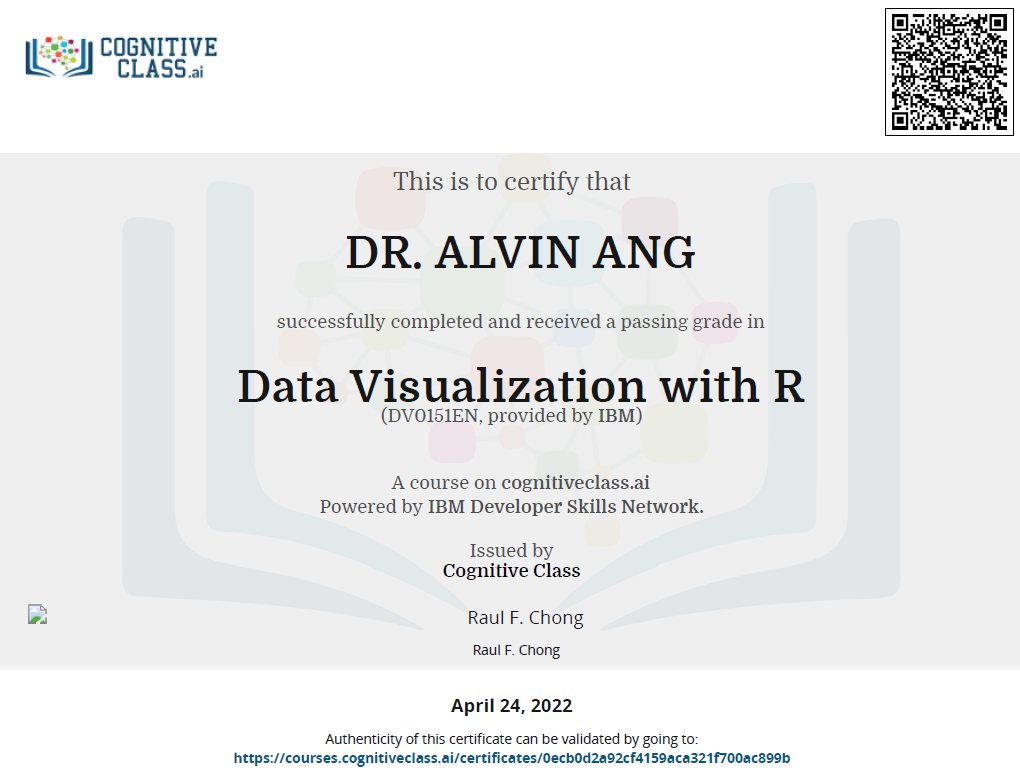 COGNITIVE
CLASS.ai
This is to certify that
DR. ALVIN ANG
successfully completed and received a passing grade in
Data Visualization with R
(DV0151EN, provided by IBM)
A course on cognitiveclass.ai
Powered by IBM Developer Skills Network.
Issued by
Cognitive Class
Raul F. Chong
Raul F. Chong
April 24, 2022
Authenticity of this certificate can be validated by going to:
https://courses.cognitiveclass.ai/certificates/0ecb0d2a92cf4159aca321f700ac899b